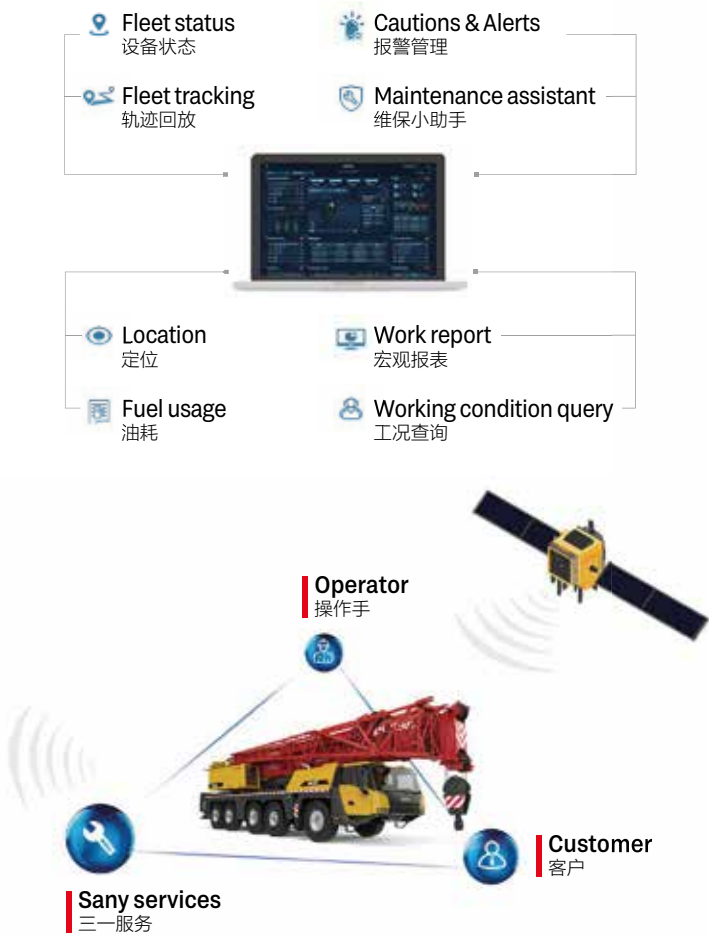 Fleet status
设备状态
Cautions & Alerts
报警管理
Fleet tracking
轨迹回放
Maintenance assistant
维保小助手
Location
定位
Work report
宏观报表
Fuel usage
油耗
Working condition query
工况查询
Operator
操作手
Customer
客户
Sany services
三一服务